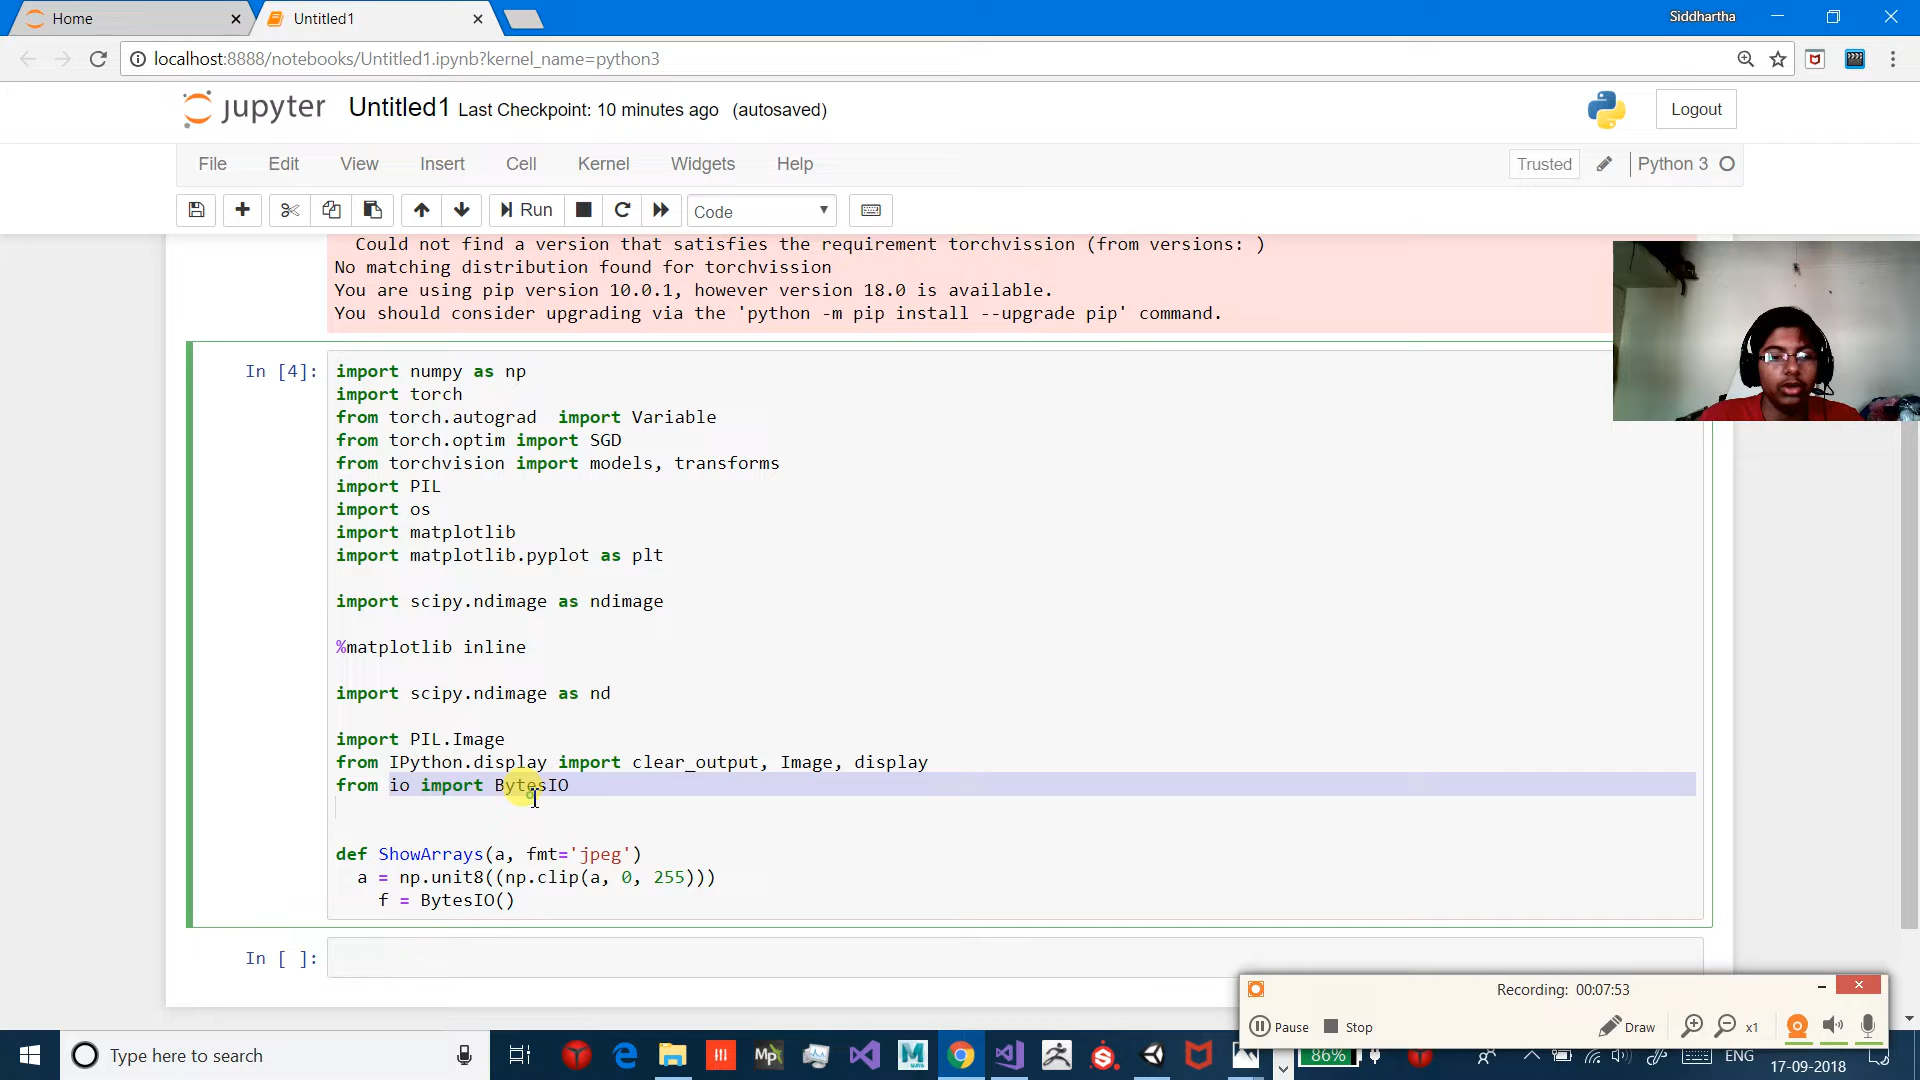 Home
Untitled1
Siddhartha
localhost:8888/notebooks/Untitled1.ipynb?kernel_name=python3
jupyter Untitled1 Last Checkpoint: 10 minutes ago (autosaved)
Logout
File Edit View Insert Cell Kernel Widgets Help
Trusted
Python 3
Run
Code
Could not find a version that satisfies the requirement torchvission (from versions: )
No matching distribution found for torchvission
You are using pip version 10.0.1, however version 18.0 is available.
You should consider upgrading via the 'python -m pip install --upgrade pip' command.
In [4]:
import numpy as np
import torch
from torch.autograd  import Variable
from torch.optim import SGD
from torchvision import models, transforms
import PIL
import os
import matplotlib
import matplotlib.pyplot as plt
import scipy.ndimage as ndimage
%matplotlib inline
import scipy.ndimage as nd
import PIL.Image
from IPython.display import clear_output, Image, display
from io import BytesIO
def ShowArrays(a, fmt='jpeg')
a = np.unit8((np.clip(a, 0, 255)))
f = BytesIO()
In [ ]:
Recording: 00:07:53
Pause
Stop
Draw
x1
Type here to search
Mp
MAYA
86%
ENG
17-09-2018